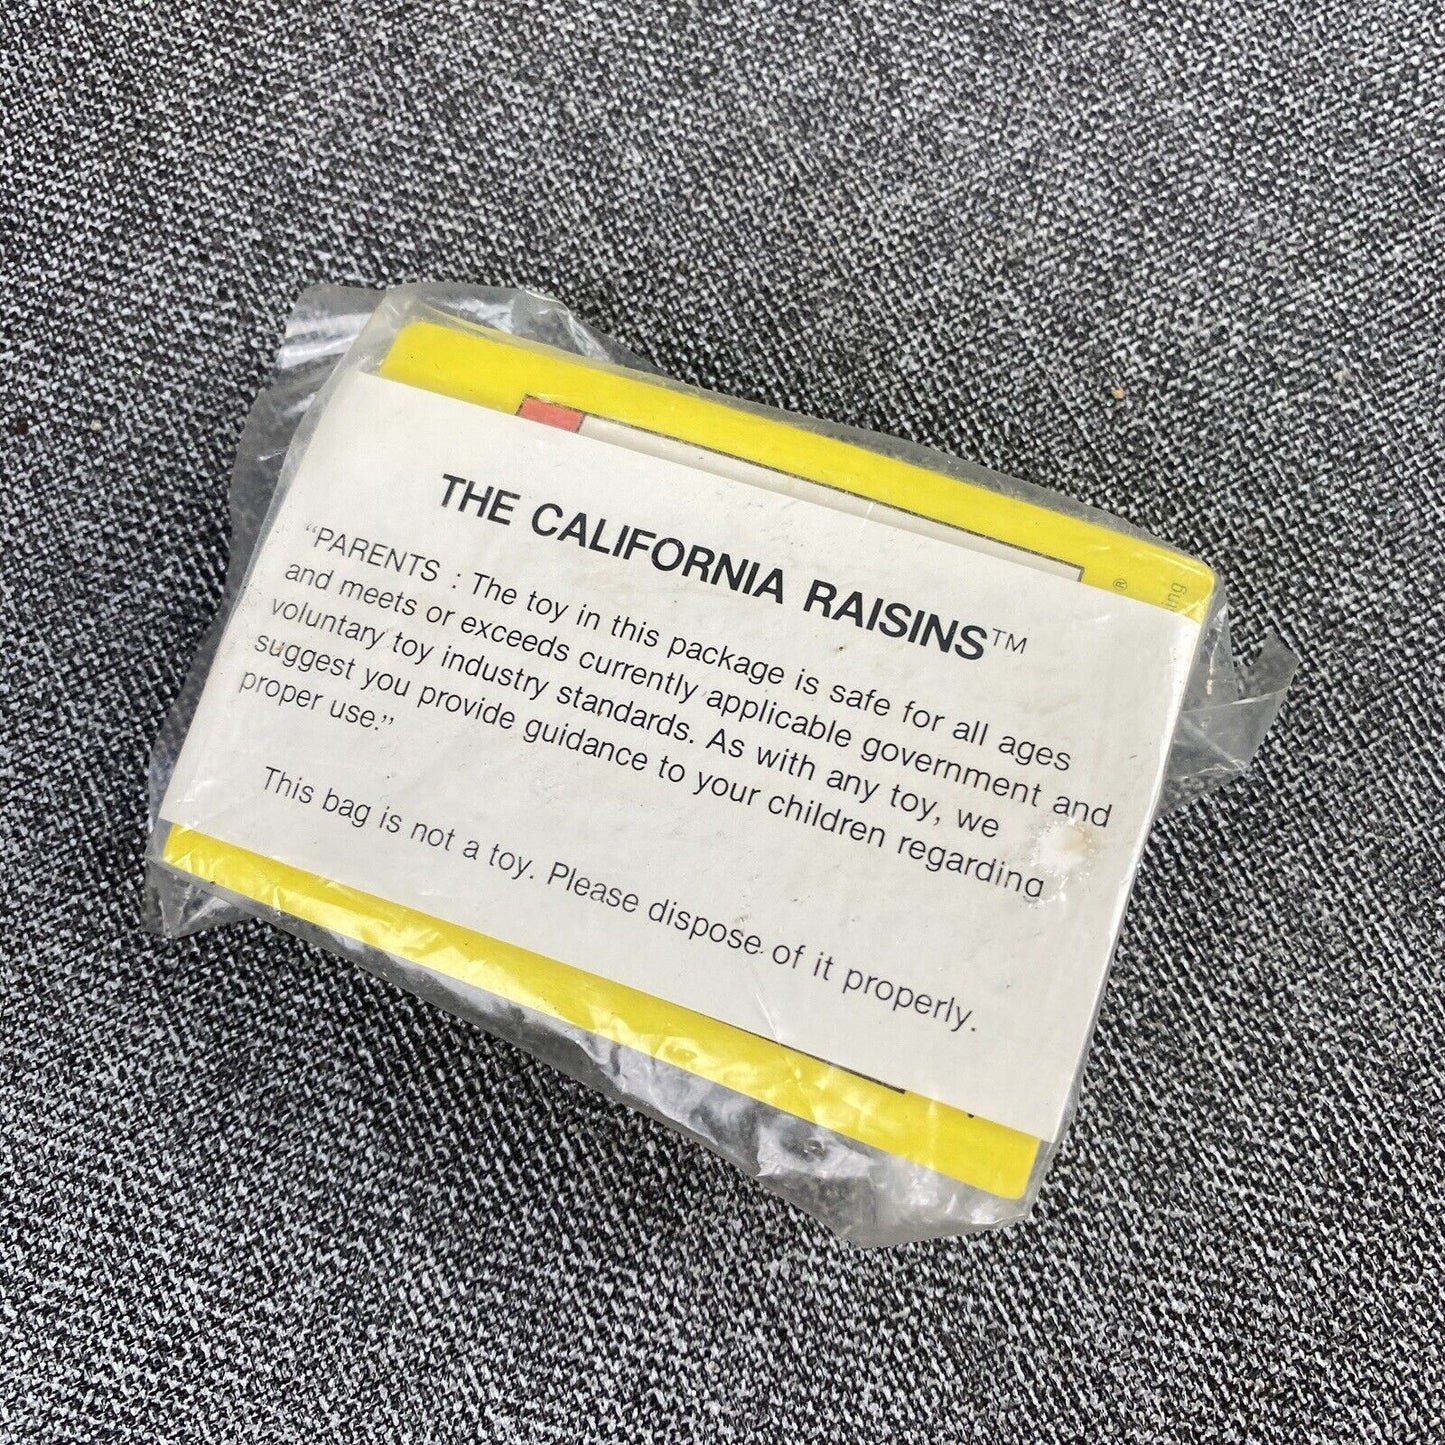 THE CALIFORNIA RAISINS™
“PARENTS : The toy in this package is safe for all ages
and meets or exceeds currently applicable government and
voluntary toy industry standards. As with any toy, we
suggest you provide guidance to your children regarding
proper use.”
This bag is not a toy. Please dispose of it properly.
®